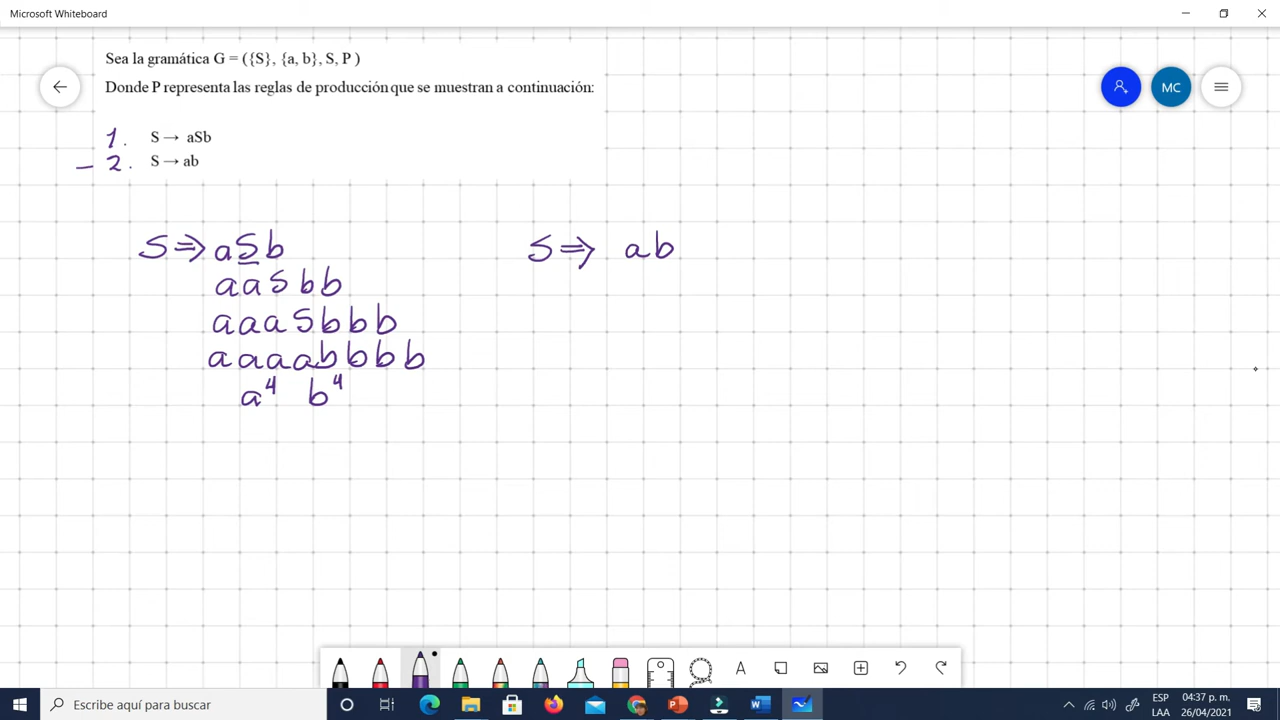 Microsoft Whiteboard
Sea la gramática G = ({S}, {a, b}, S, P )
Donde P representa las reglas de producción que se muestran a continuación:
MC
1. S → aSb
– 2. S → ab
S ⇒ aSb
S ⇒ ab
aaSbb
aaaSbbb
aaaabbbb
a⁴ b⁴
A
Escribe aquí para buscar
ESP
LAA
04:37 p. m.
26/04/2021